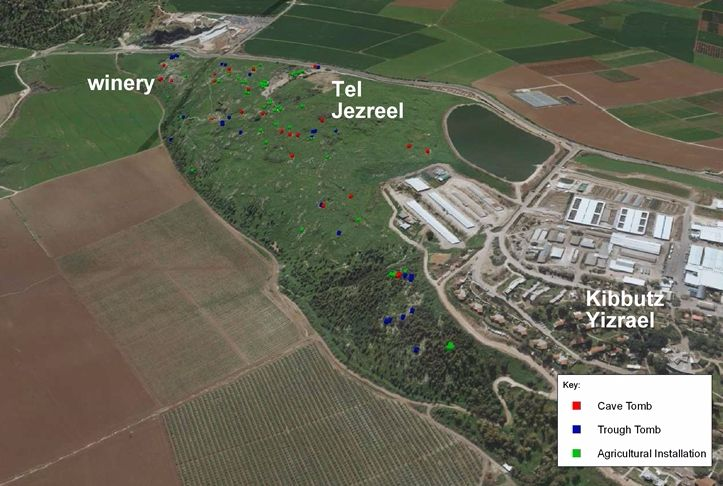 winery
Tel
Jezreel
Kibbutz
Yizrael
Key:
Cave Tomb
Trough Tomb
Agricultural Installation